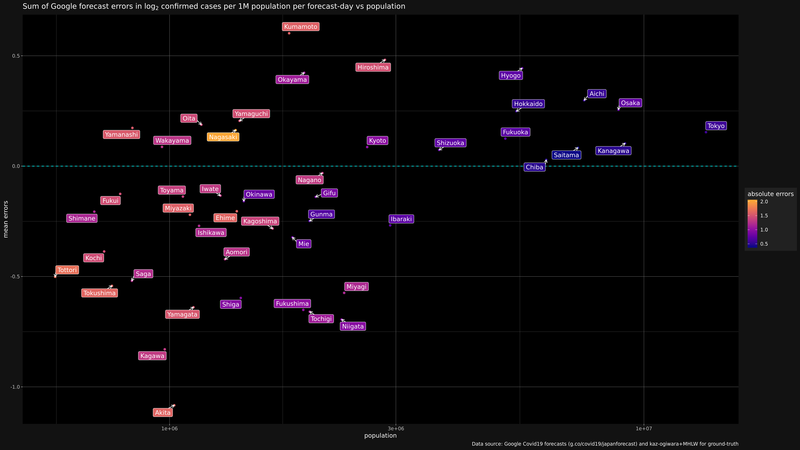 Sum of Google forecast errors in log₂ confirmed cases per 1M population per forecast-day vs population
Kumamoto
0.5
Hiroshima
Okayama
Hyogo
Aichi
Hokkaido
Osaka
Oita
Yamaguchi
Tokyo
Yamanashi
Nagasaki
Fukuoka
Wakayama
Kyoto
Shizuoka
Kanagawa
Saitama
0.0
Chiba
Nagano
Toyama
Iwate
Okinawa
Gifu
Fukui
Miyazaki
Shimane
Ehime
Kagoshima
Gunma
Ibaraki
Ishikawa
Mie
Aomori
Kochi
Tottori
Saga
-0.5
Tokushima
Miyagi
Shiga
Fukushima
Yamagata
Tochigi
Niigata
Kagawa
-1.0
Akita
mean errors
1e+06
3e+06
1e+07
population
absolute errors
2.0
1.5
1.0
0.5
Data source: Google Covid19 forecasts (g.co/covid19/japanforecast) and kaz-ogiwara+MHLW for ground-truth